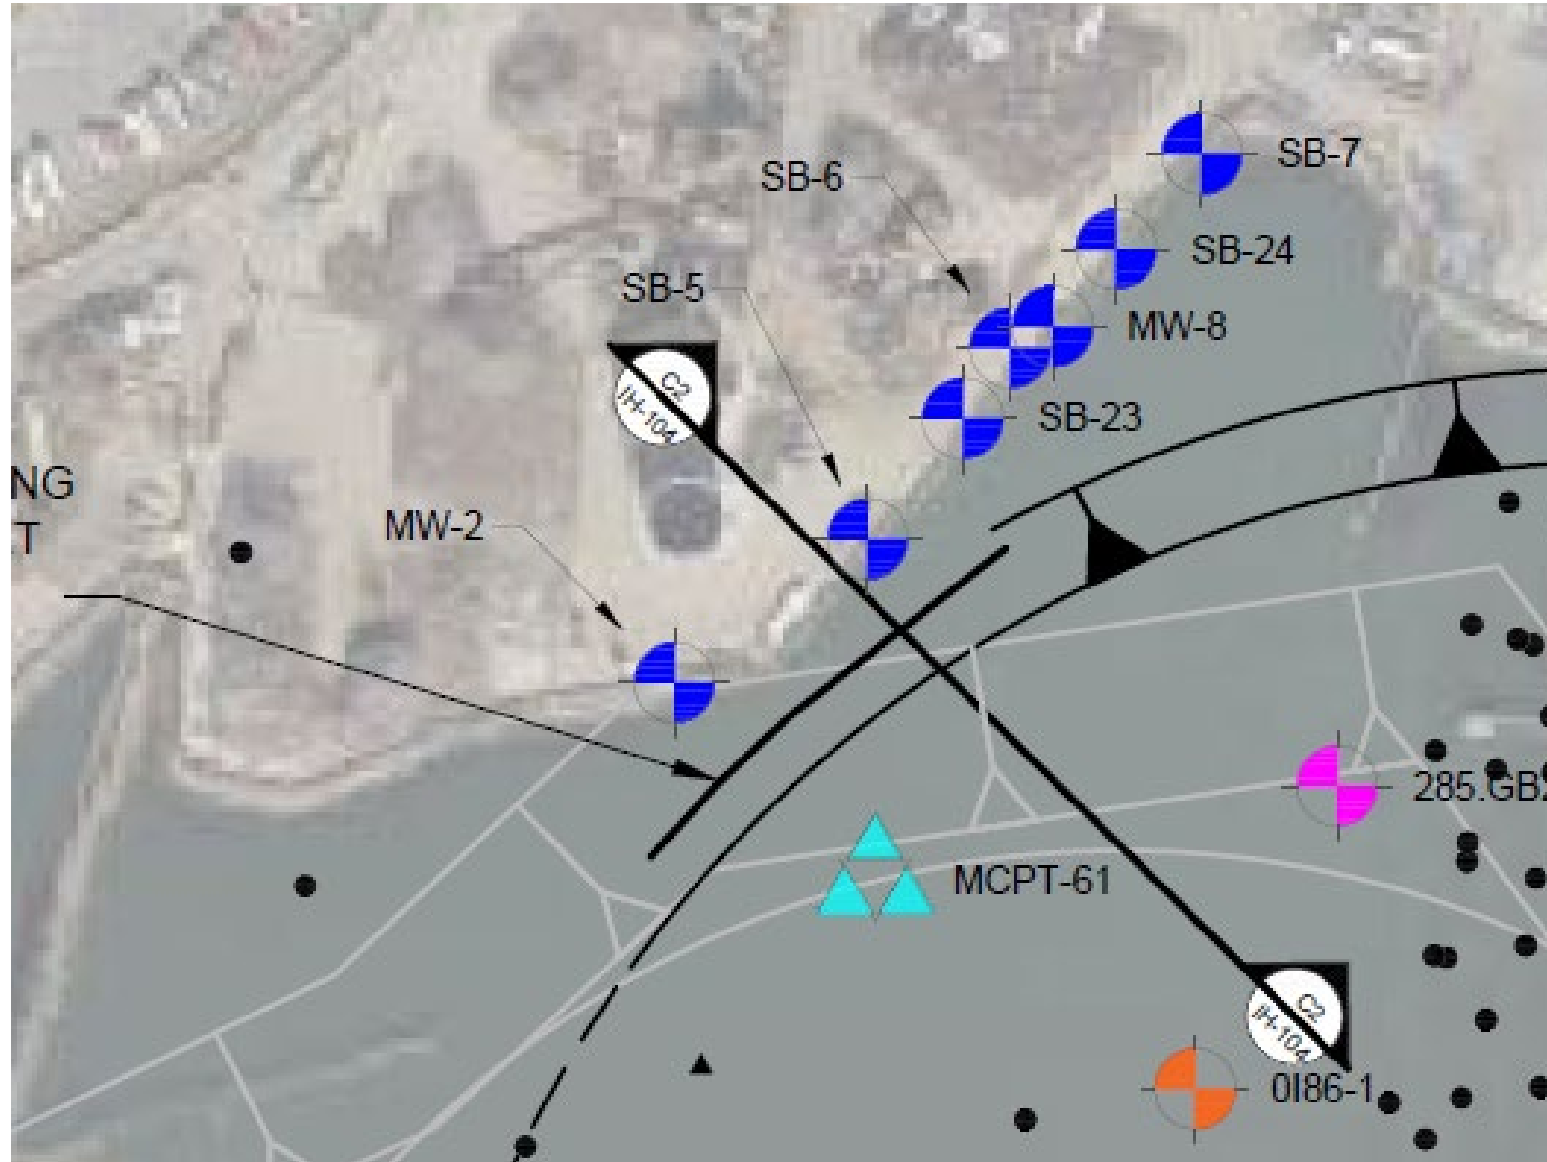 SB-7
SB-6
SB-24
SB-5
MW-8
C2
IH-104
SB-23
NG
MW-2
T
285.GB
MCPT-61
C2
IH-104
0I86-1